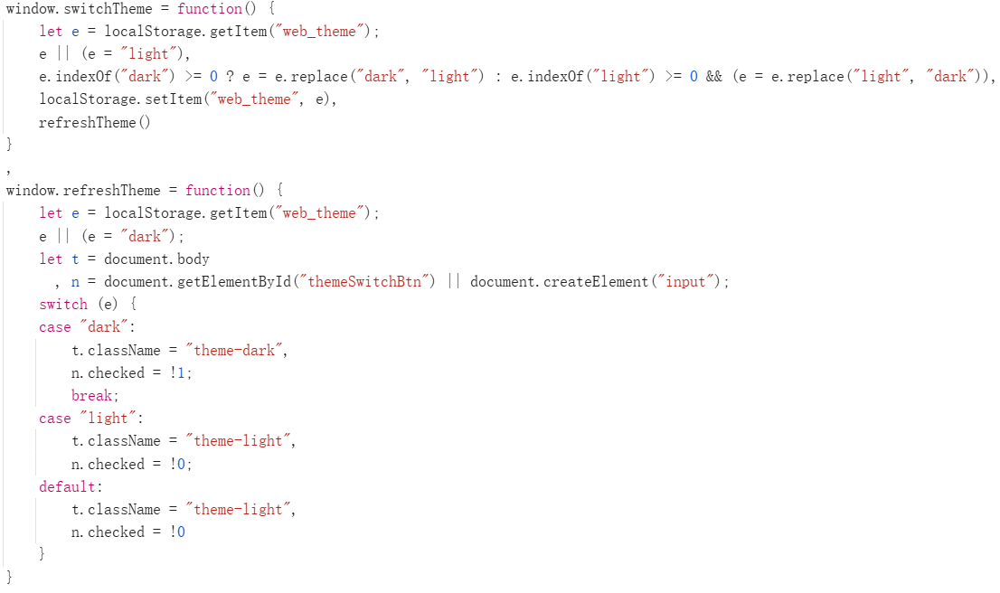 window.switchTheme = function() {
    let e = localStorage.getItem("web_theme");
    e || (e = "light"),
    e.indexOf("dark") >= 0 ? e = e.replace("dark", "light") : e.indexOf("light") >= 0 && (e = e.replace("light", "dark")),
    localStorage.setItem("web_theme", e),
    refreshTheme()
}
,
window.refreshTheme = function() {
    let e = localStorage.getItem("web_theme");
    e || (e = "dark");
    let t = document.body
      , n = document.getElementById("themeSwitchBtn") || document.createElement("input");
    switch (e) {
    case "dark":
        t.className = "theme-dark",
        n.checked = !1;
        break;
    case "light":
        t.className = "theme-light",
        n.checked = !0;
    default:
        t.className = "theme-light",
        n.checked = !0
    }
}